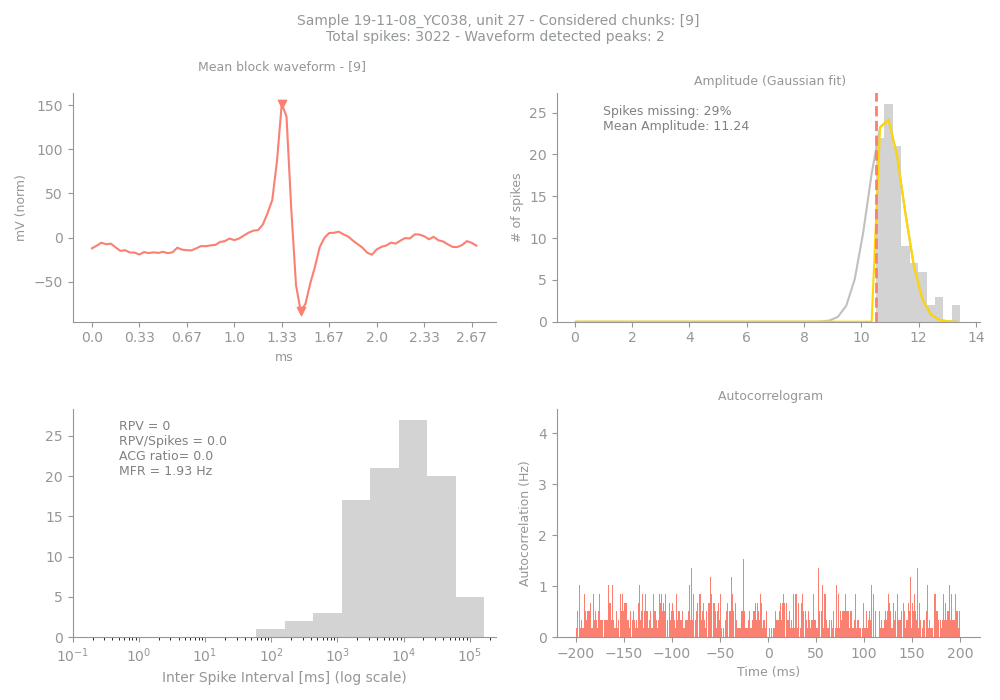 Sample 19-11-08_YC038, unit 27 - Considered chunks: [9]
Total spikes: 3022 - Waveform detected peaks: 2
Mean block waveform - [9]
mV (norm)
150
100
50
0
−50
0.0 0.33 0.67 1.0 1.33 1.67 2.0 2.33 2.67
ms
Amplitude (Gaussian fit)
Spikes missing: 29%
Mean Amplitude: 11.24
# of spikes
25
20
15
10
5
0
0 2 4 6 8 10 12 14
RPV = 0
RPV/Spikes = 0.0
ACG ratio= 0.0
MFR = 1.93 Hz
25
20
15
10
5
0
10⁻¹ 10⁰ 10¹ 10² 10³ 10⁴ 10⁵
Inter Spike Interval [ms] (log scale)
Autocorrelogram
Autocorrelation (Hz)
4
3
2
1
0
−200 −150 −100 −50 0 50 100 150 200
Time (ms)